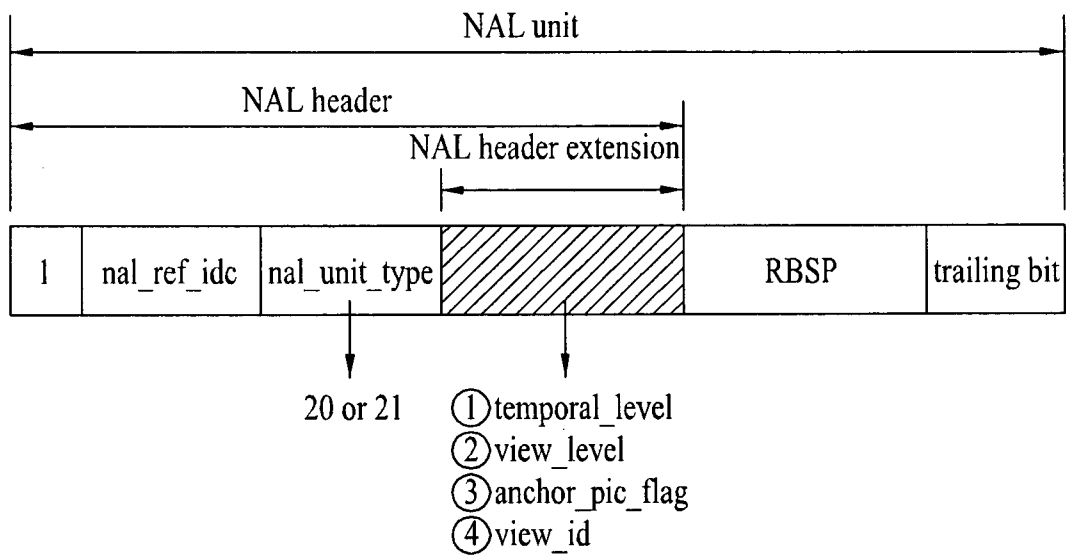 NAL unit
NAL header
NAL header extension
1 nal_ref_idc nal_unit_type RBSP trailing bit
20 or 21
①temporal_level
②view_level
③anchor_pic_flag
④view_id